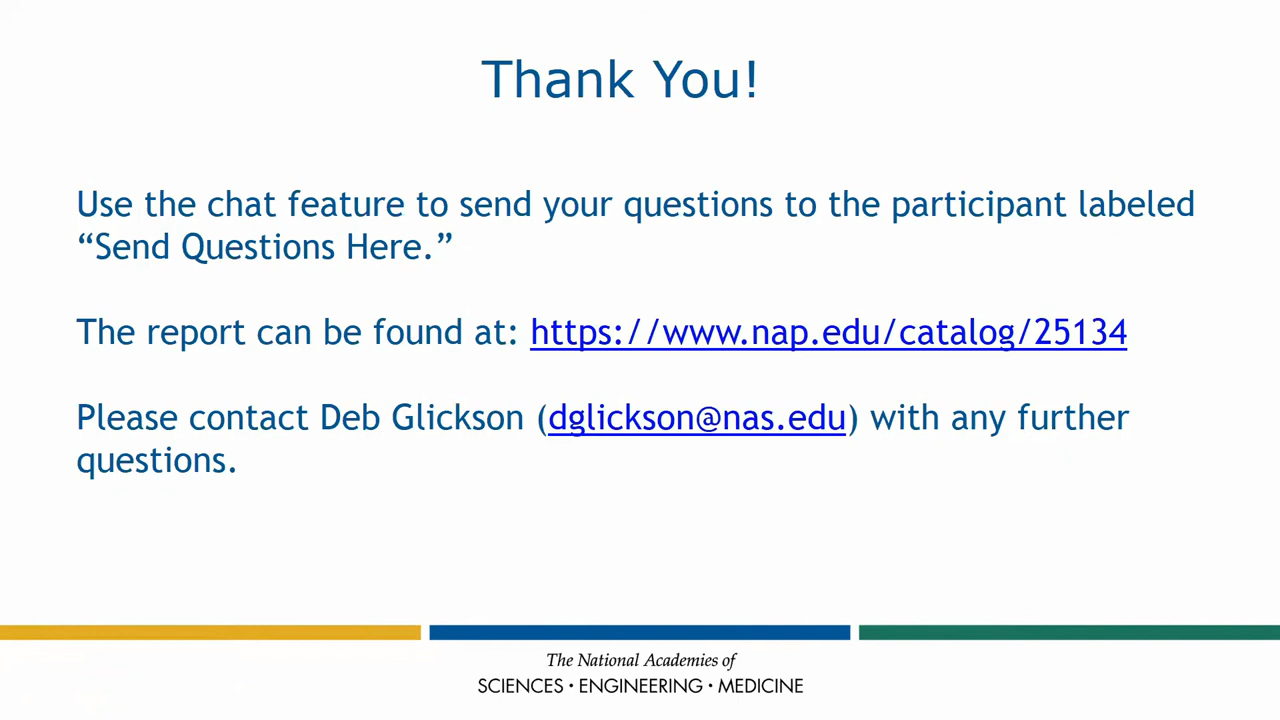 Thank You!
Use the chat feature to send your questions to the participant labeled
“Send Questions Here.”
The report can be found at: https://www.nap.edu/catalog/25134
Please contact Deb Glickson (dglickson@nas.edu) with any further
questions.
The National Academies of
SCIENCES · ENGINEERING · MEDICINE